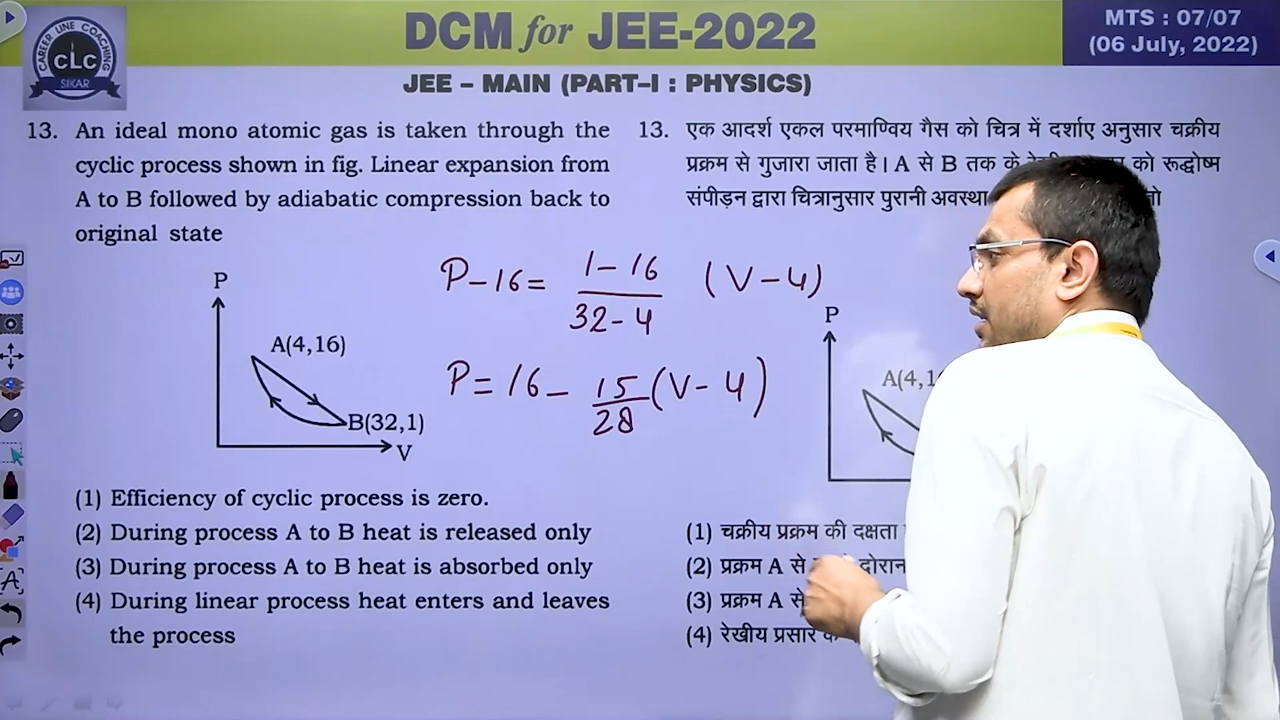 DCM for JEE-2022
MTS : 07/07
(06 July, 2022)
CAREER LINE COACHING
CLC
SIKAR
JEE – MAIN (PART–I : PHYSICS)
13. An ideal mono atomic gas is taken through the
cyclic process shown in fig. Linear expansion from
A to B followed by adiabatic compression back to
original state
P
A(4,16)
B(32,1)
V
P-16= 1-16/32-4 (V-4)
P=16-15/28(V-4)
(1) Efficiency of cyclic process is zero.
(2) During process A to B heat is released only
(3) During process A to B heat is absorbed only
(4) During linear process heat enters and leaves
the process
13. एक आदर्श एकल परमाण्विय गैस को चित्र में दर्शाए अनुसार चक्रीय
प्रक्रम से गुजारा जाता है। A से B तक के को रूद्धोष्म
संपीड़न द्वारा चित्रानुसार पुरानी अवस्था तो
P
(1) चक्रीय प्रक्रम की दक्षता
(2) प्रक्रम A से दोरान
(3) प्रक्रम A से
(4) रेखीय प्रसार